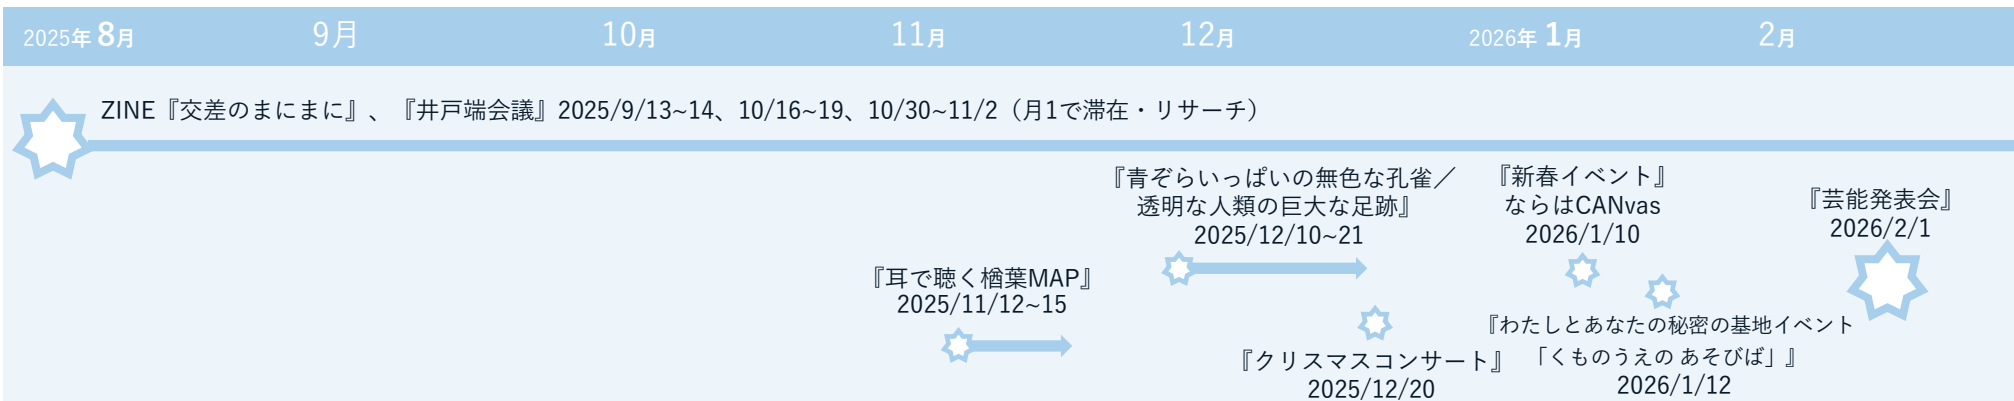 2025年 8月 9月 10月 11月 12月 2026年 1月 2月
ZINE『交差のまにまに』、『井戸端会議』2025/9/13~14、10/16~19、10/30~11/2（月1で滞在・リサーチ）
『耳で聴く楢葉MAP』
2025/11/12~15
『青ぞらいっぱいの無色な孔雀／
透明な人類の巨大な足跡』
2025/12/10~21
『クリスマスコンサート』
2025/12/20
『新春イベント』
ならはCANvas
2026/1/10
『わたしとあなたの秘密の基地イベント
「くものうえの あそびば」』
2026/1/12
『芸能発表会』
2026/2/1